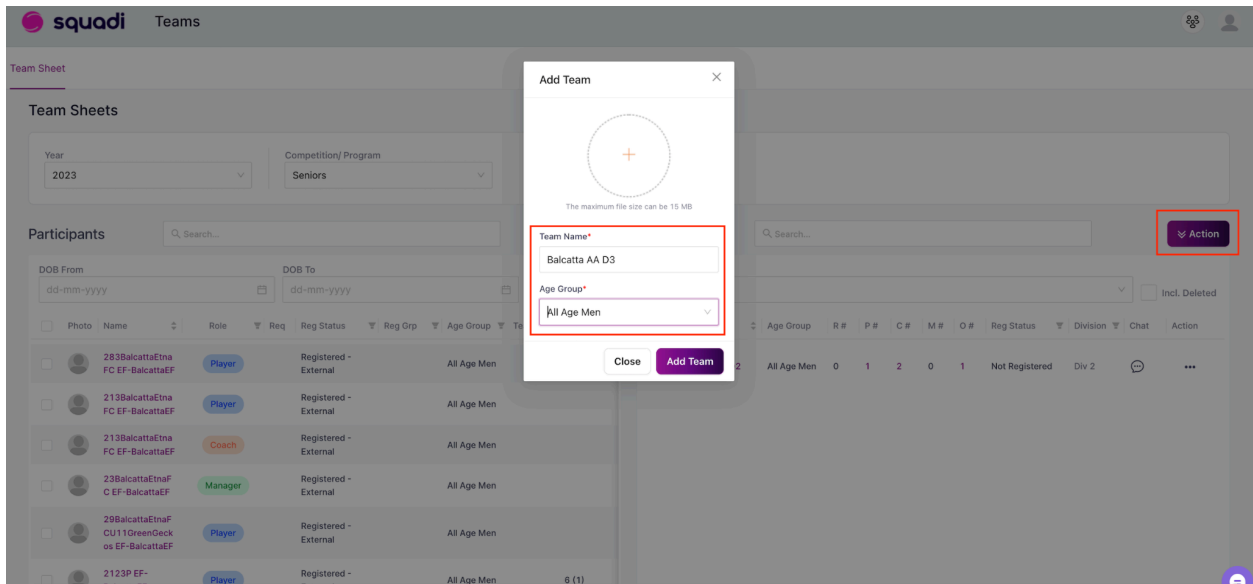 squadi Teams
Team Sheet
Team Sheets
Year
2023
Competition/ Program
Seniors
Participants
Search...
DOB From
dd-mm-yyyy
DOB To
dd-mm-yyyy
Photo Name Role Req Reg Status Reg Grp Age Group Te
283BalcattaEtna
FC EF-BalcattaEF
Player
Registered -
External
All Age Men
213BalcattaEtna
FC EF-BalcattaEF
Player
Registered -
External
All Age Men
213BalcattaEtna
FC EF-BalcattaEF
Coach
Registered -
External
All Age Men
23BalcattaEtnaF
C EF-BalcattaEF
Manager
Registered -
External
All Age Men
29BalcattaEtnaF
CU11GreenGeck
os EF-BalcattaEF
Player
Registered -
External
All Age Men
2123P EF-
Player
Registered -
All Age Men
6 (1)
Add Team
The maximum file size can be 15 MB
Team Name*
Balcatta AA D3
Age Group*
All Age Men
Close
Add Team
Search...
Action
Incl. Deleted
Age Group R # P # C # M # O # Reg Status Division Chat Action
2 All Age Men 0 1 2 0 1 Not Registered Div 2